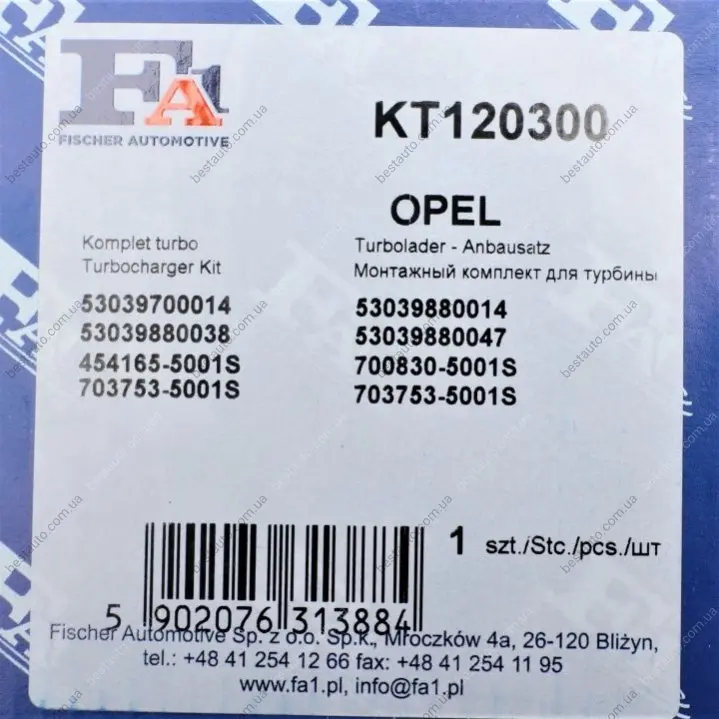 FA1
FISCHER AUTOMOTIVE
KT120300
OPEL
Komplet turbo
Turbocharger Kit
Turbolader - Anbausatz
Монтажный комплект для турбины
53039700014 53039880014
53039880038 53039880047
454165-5001S 700830-5001S
703753-5001S 703753-5001S
1 szt./Stc./pcs./шт
5 902076 313884
Fischer Automotive Sp. z o.o. Sp.k., Mroczków 4a, 26-120 Bliżyn,
tel.: +48 41 254 12 66 fax: +48 41 254 11 95
www.fa1.pl, info@fa1.pl
bestauto.com.ua